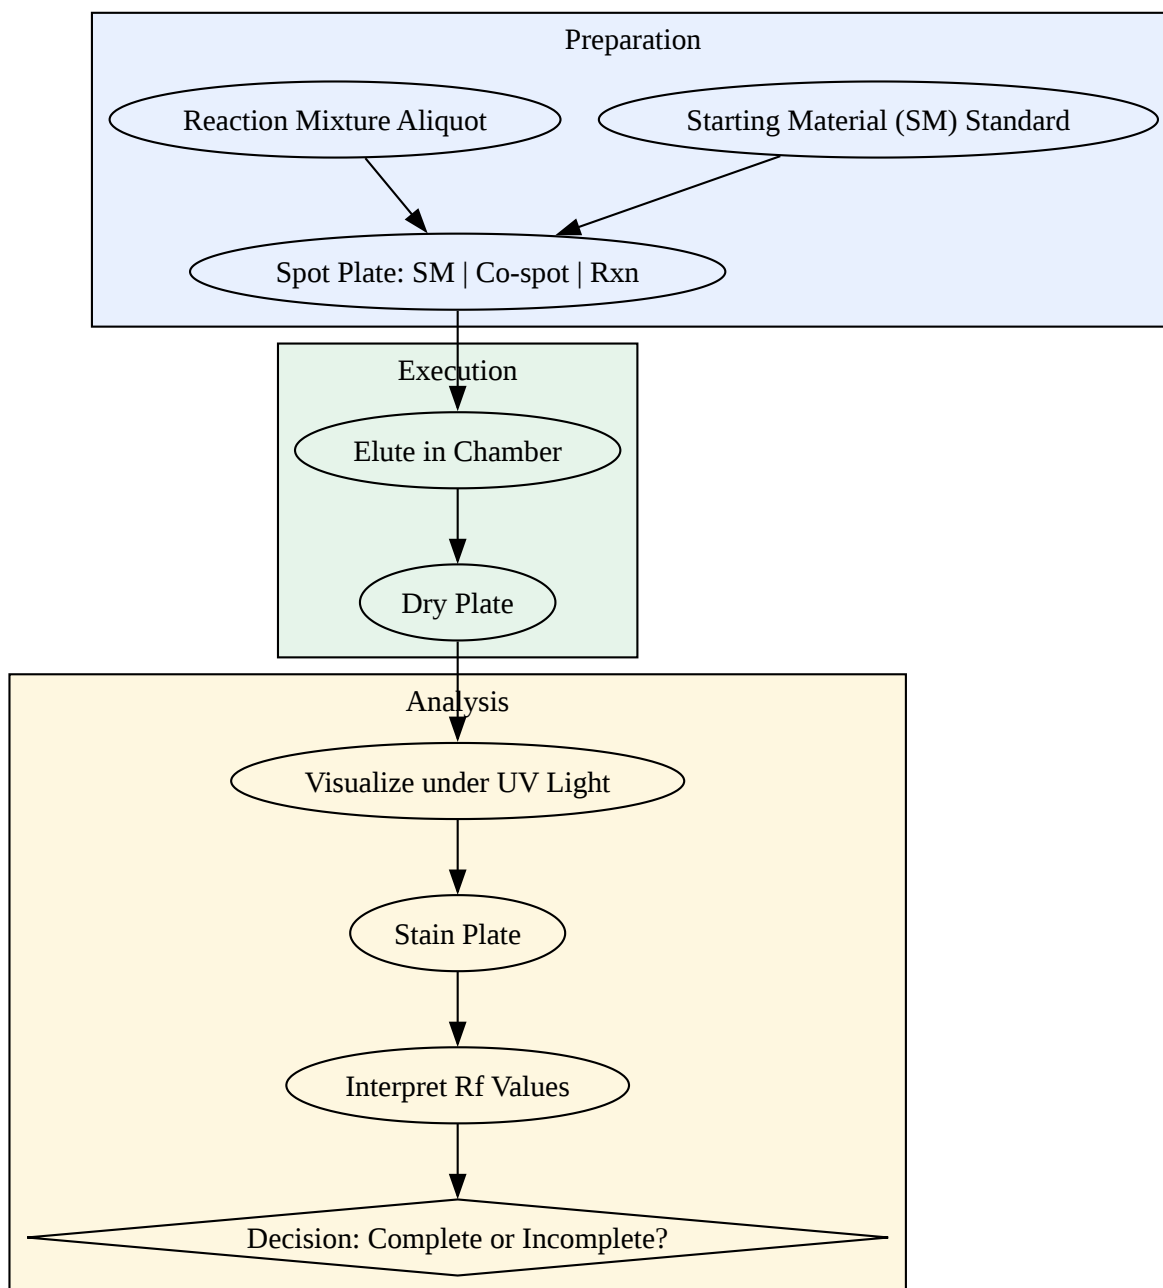 Preparation
Reaction Mixture Aliquot
Starting Material (SM) Standard
Spot Plate: SM | Co-spot | Rxn
Execution
Elute in Chamber
Dry Plate
Analysis
Visualize under UV Light
Stain Plate
Interpret Rf Values
Decision: Complete or Incomplete?